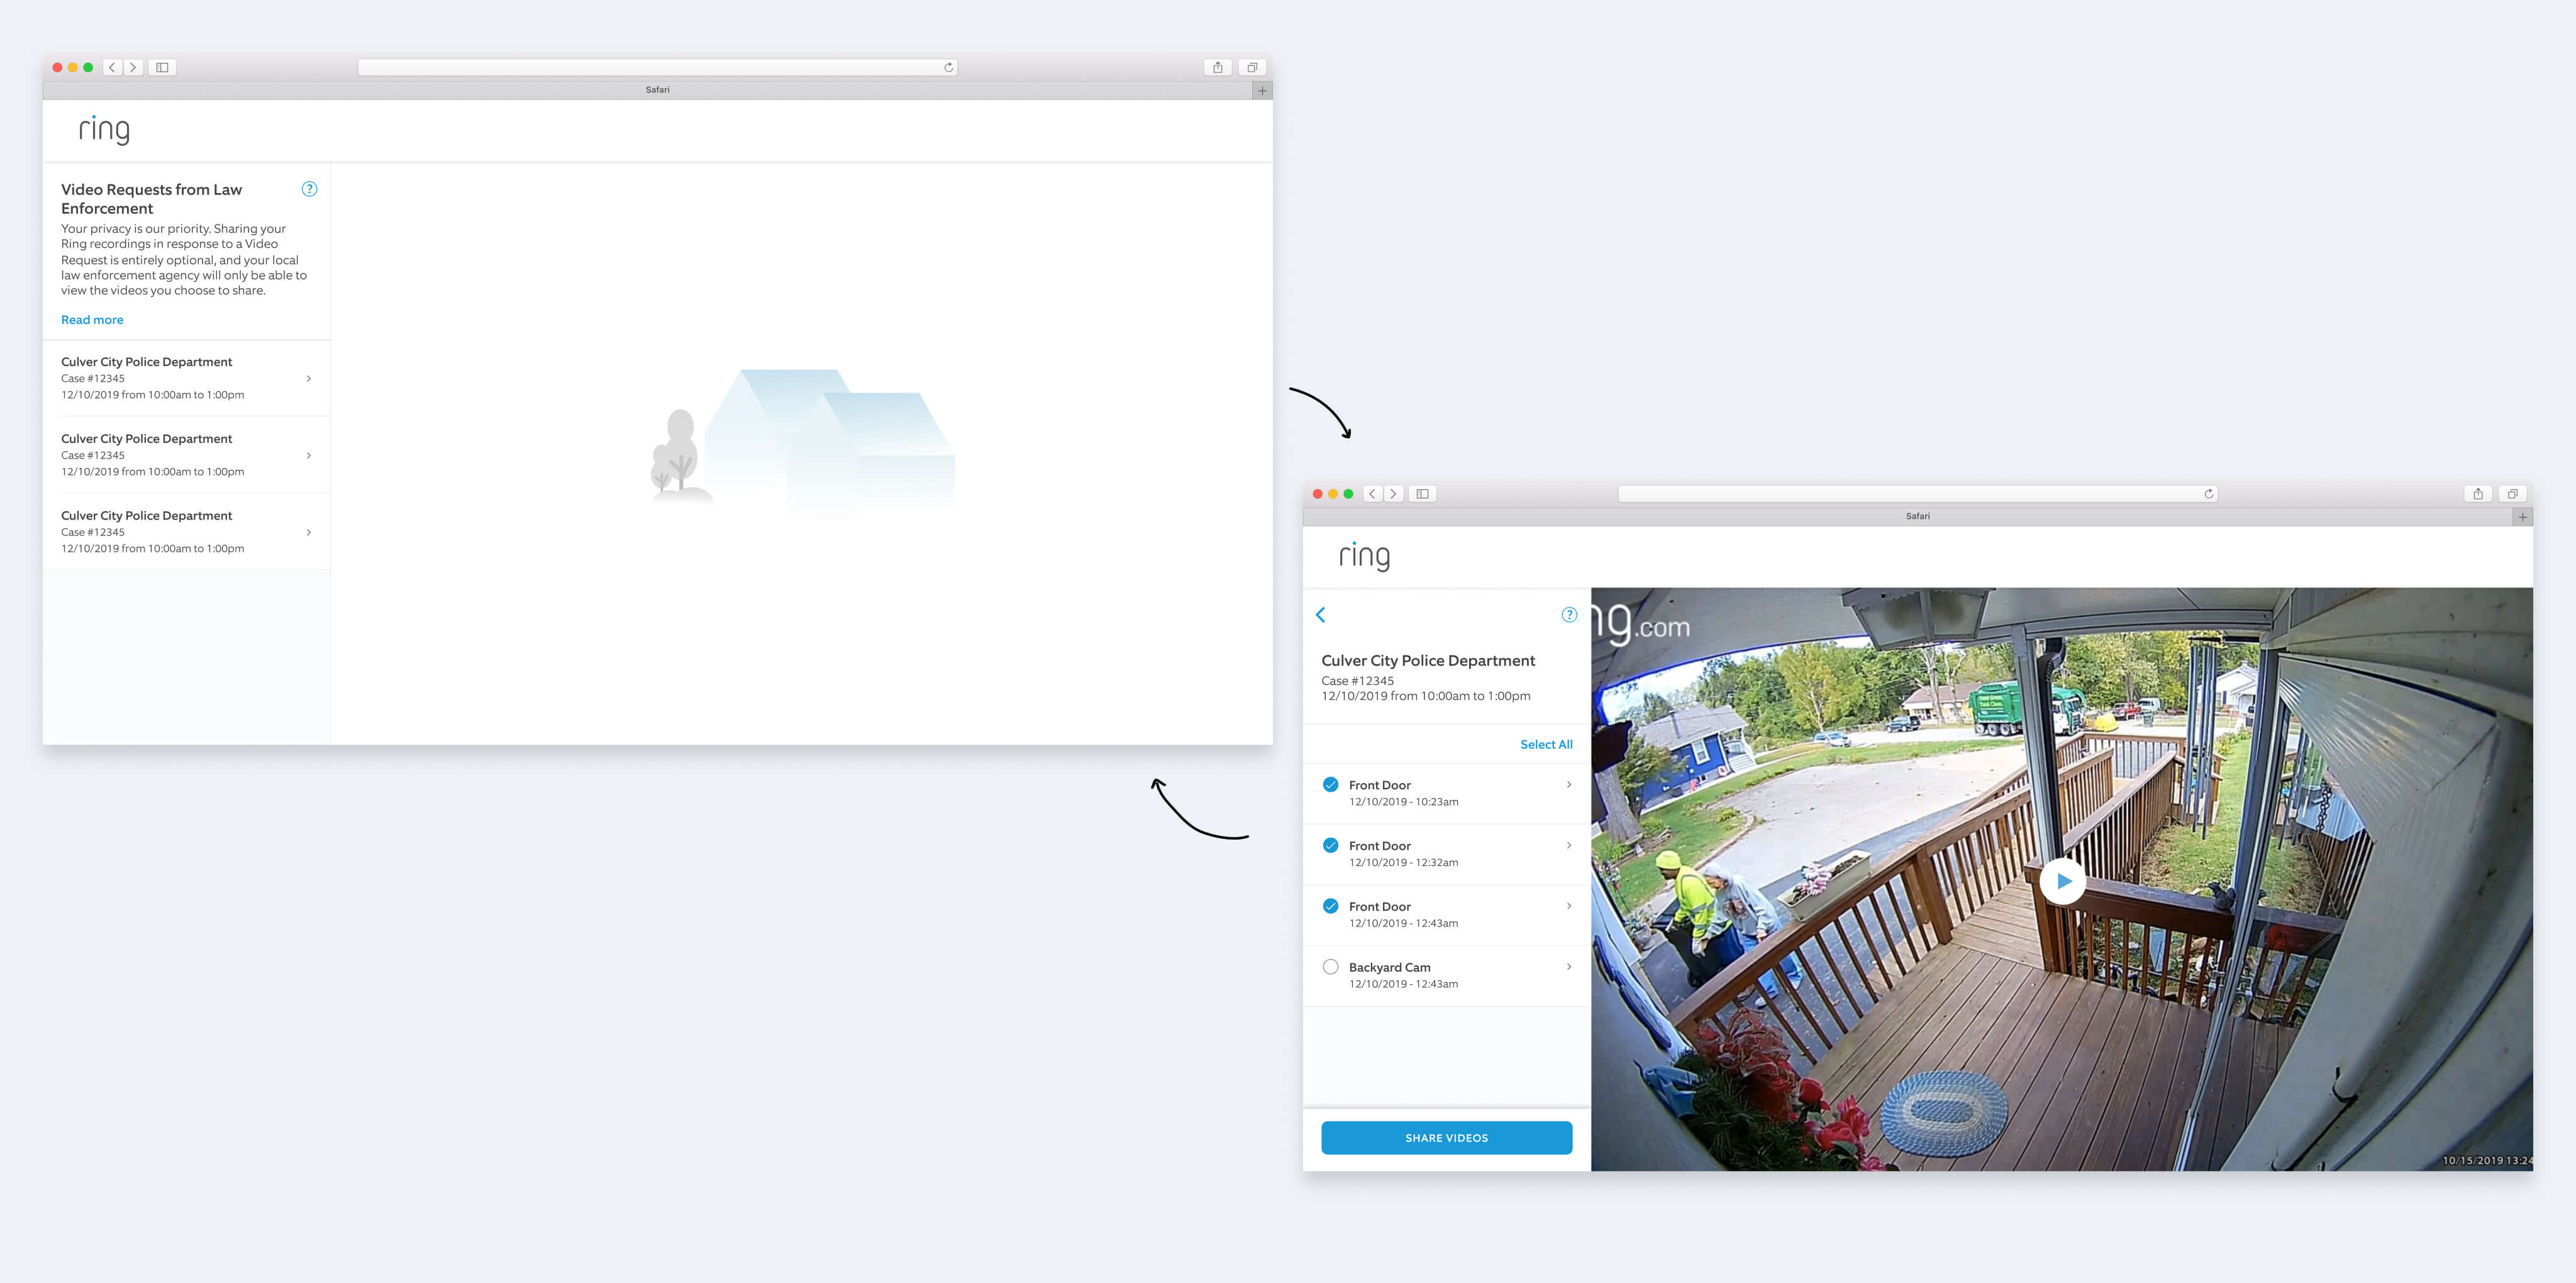 Safari
ring
Video Requests from Law
Enforcement
?
Your privacy is our priority. Sharing your
Ring recordings in response to a Video
Request is entirely optional, and your local
law enforcement agency will only be able to
view the videos you choose to share.
Read more
Culver City Police Department
Case #12345
12/10/2019 from 10:00am to 1:00pm
Culver City Police Department
Case #12345
12/10/2019 from 10:00am to 1:00pm
Culver City Police Department
Case #12345
12/10/2019 from 10:00am to 1:00pm
Safari
ring
?
Culver City Police Department
Case #12345
12/10/2019 from 10:00am to 1:00pm
Select All
Front Door
12/10/2019 - 10:23am
Front Door
12/10/2019 - 12:32am
Front Door
12/10/2019 - 12:43am
Backyard Cam
12/10/2019 - 12:43am
SHARE VIDEOS
ng.com
10/15/2019 13:24